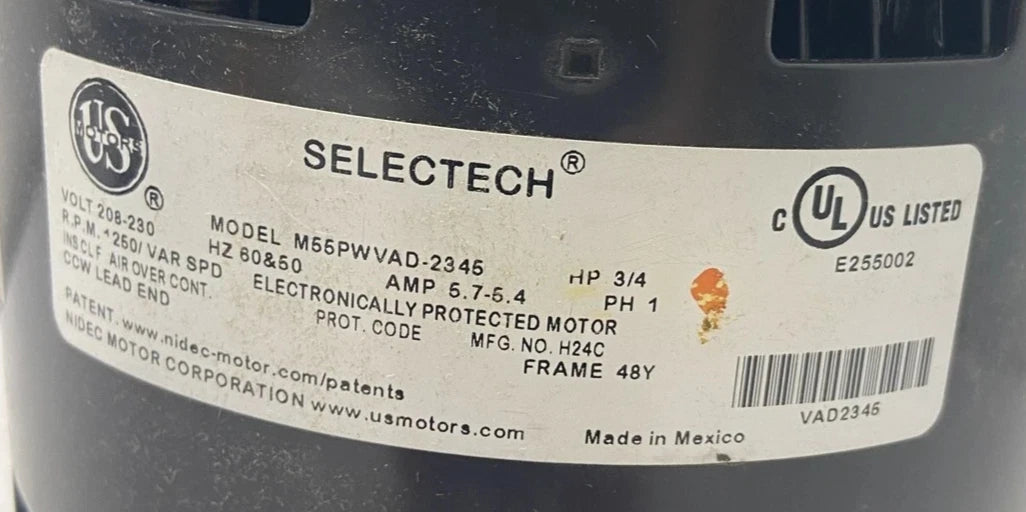 US
MOTORS
®
SELECTECH®
C UL US LISTED
E255002
VOLT 208-230 MODEL M55PWVAD-2345 HP 3/4
R.P.M. 1250/ VAR SPD HZ 60&50 AMP 5.7-5.4 PH 1
INS CL F AIR OVER CONT. ELECTRONICALLY PROTECTED MOTOR
CCW LEAD END PROT. CODE MFG. NO. H24C
FRAME 48Y
PATENT. www.nidec-motor.com/patents
NIDEC MOTOR CORPORATION www.usmotors.com
Made in Mexico
VAD2345